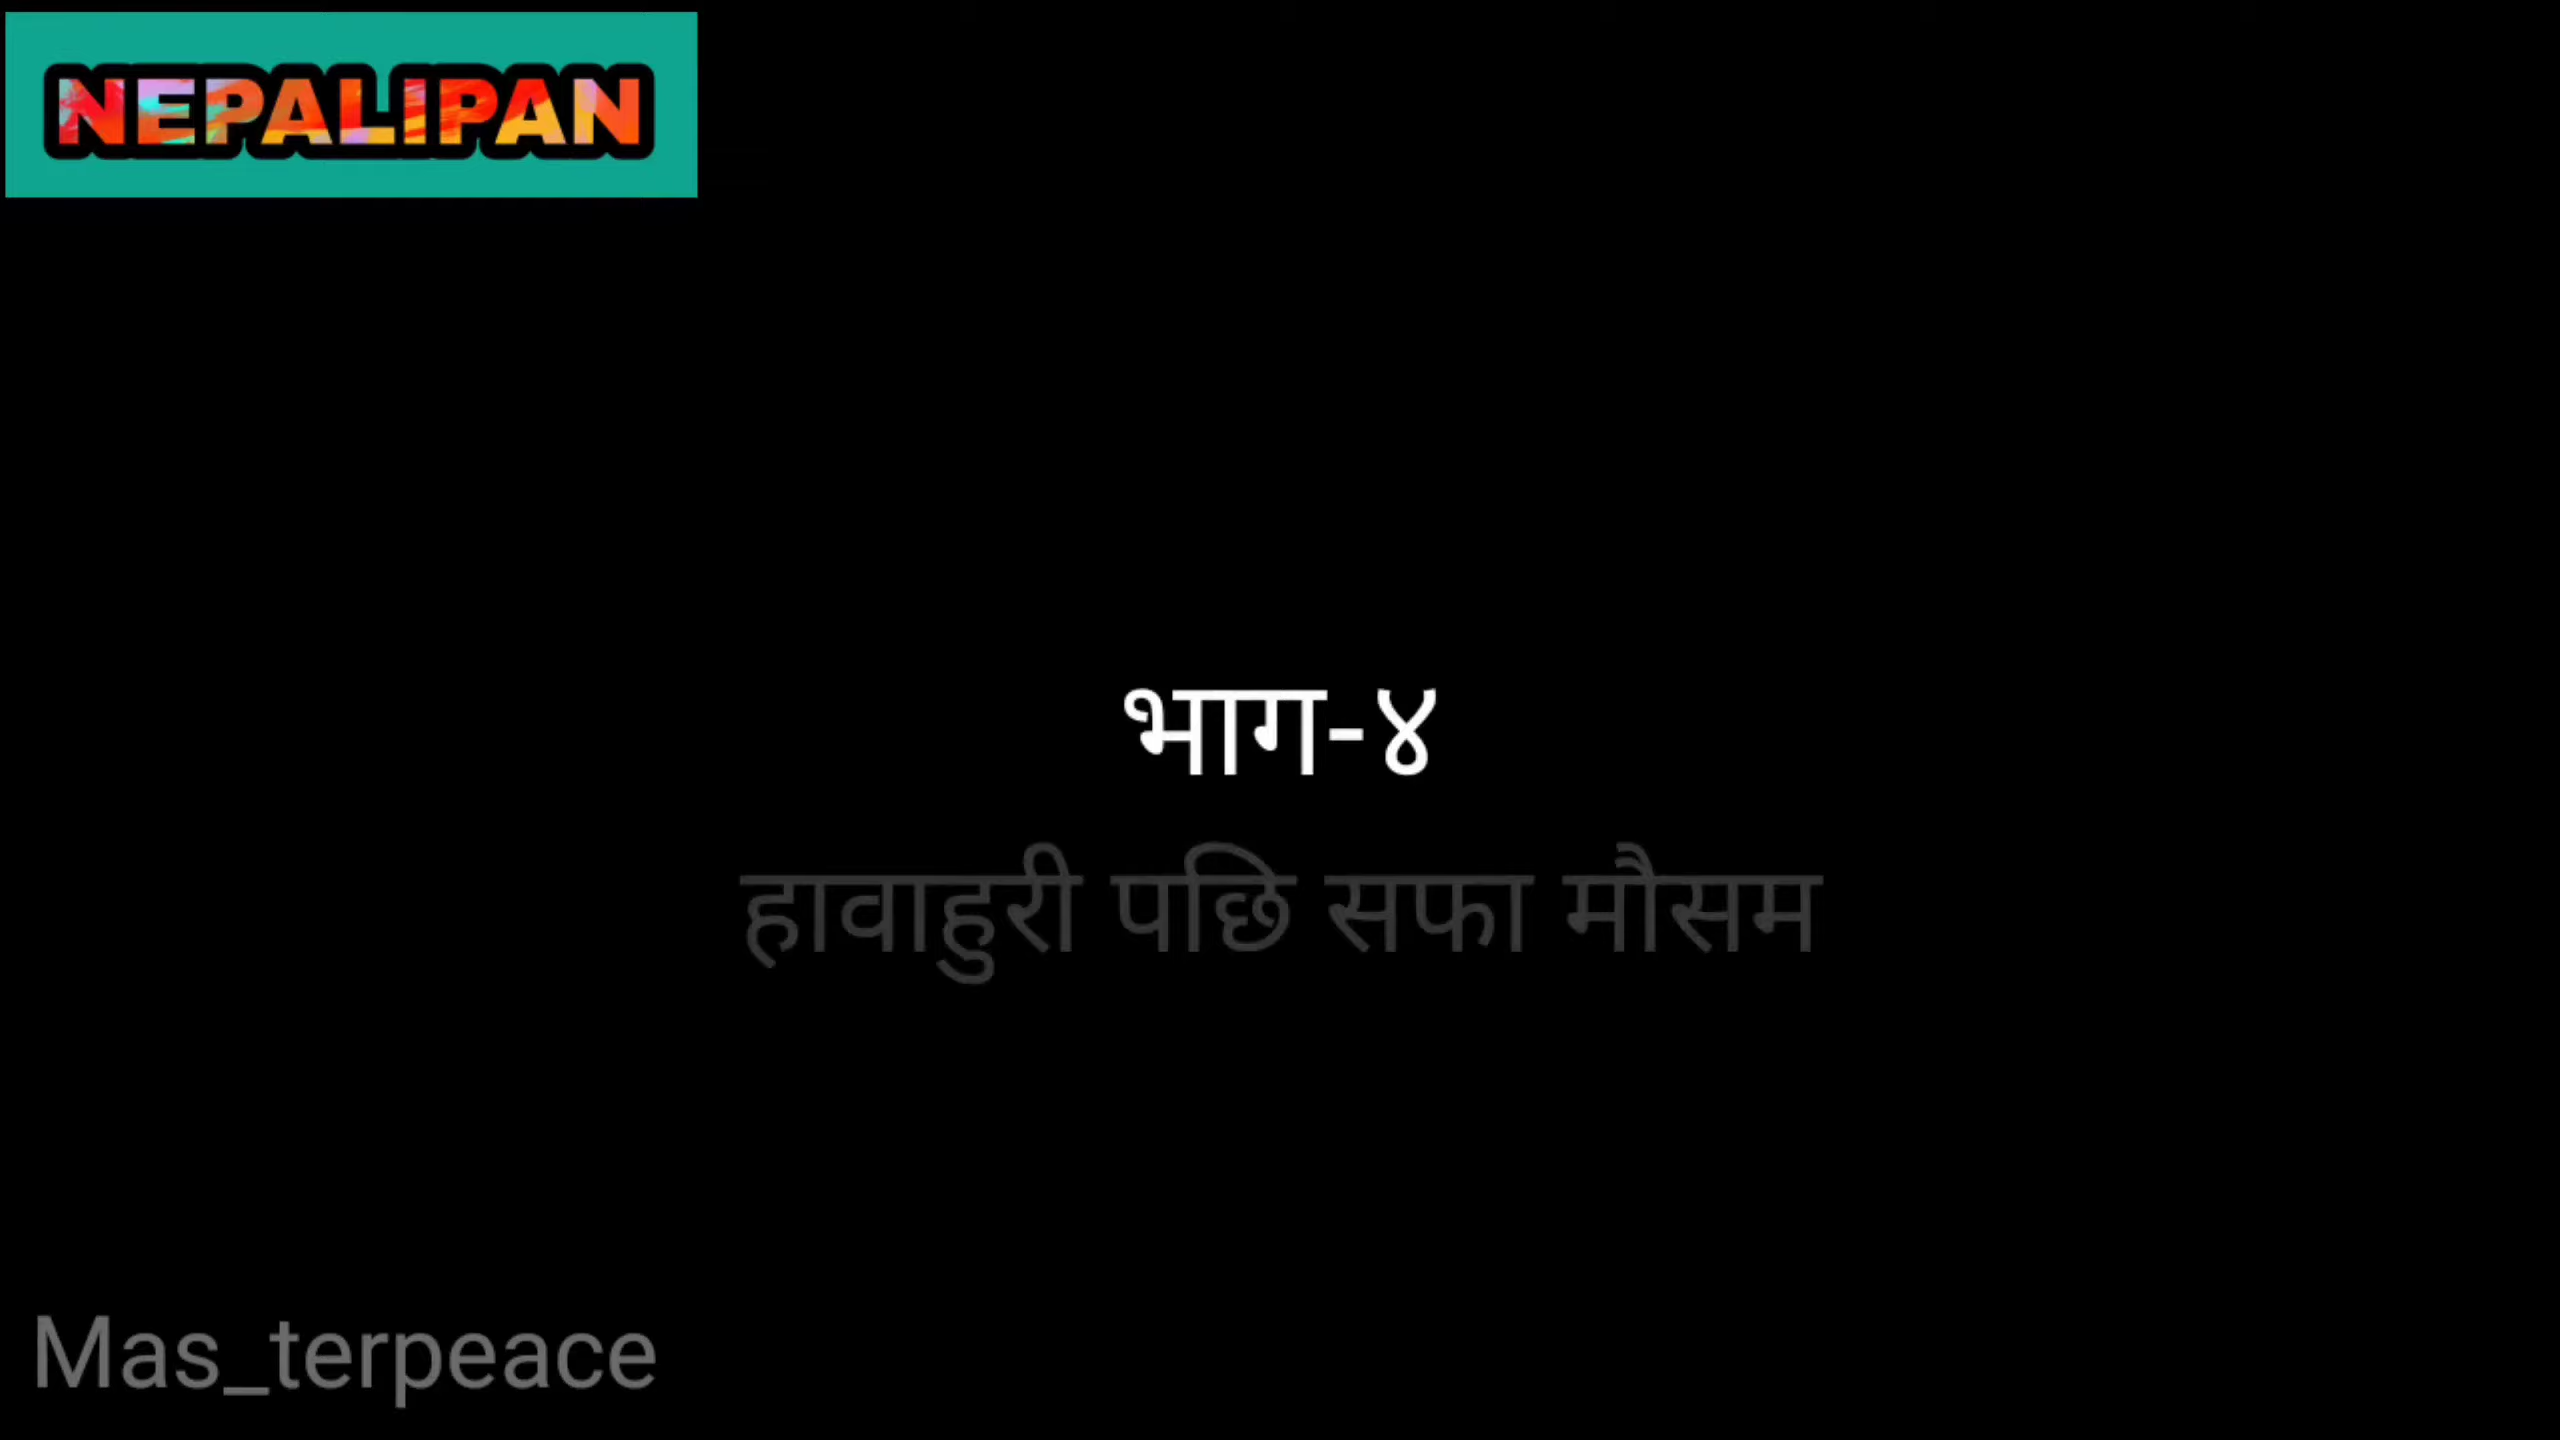 NEPALIPAN
भाग-४
हावाहुरी पछि सफा मौसम
Mas_terpeace